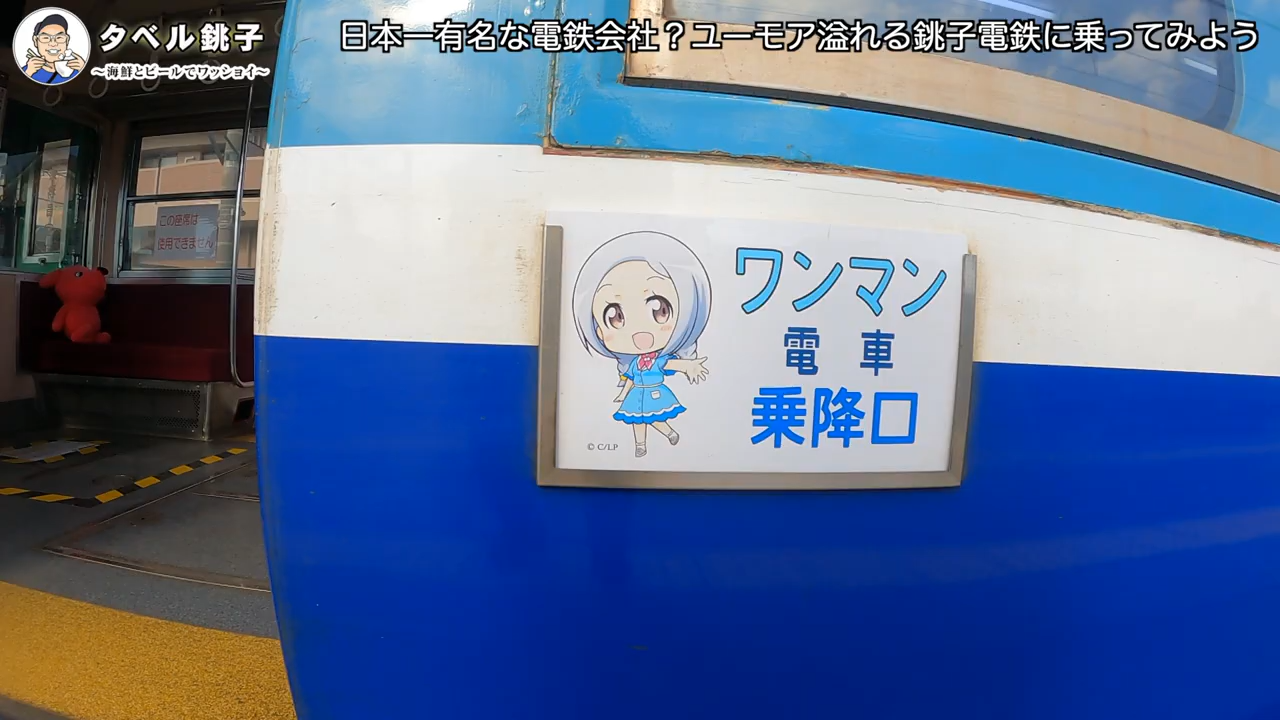 タベル銚子
～海鮮とビールでワッショイ～
日本一有名な電鉄会社？ユーモア溢れる銚子電鉄に乗ってみよう
この座席は
使用できません
ワンマン
電車
乗降口
© C/LP